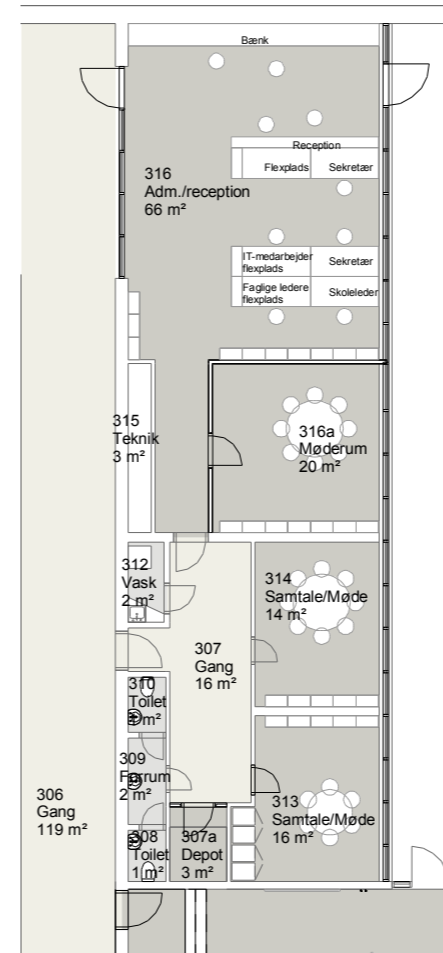 Bænk
Reception
Flexplads
Sekretær
316
Adm./reception
66 m²
IT-medarbejder
flexplads
Sekretær
Faglige ledere
flexplads
Skoleleder
315
Teknik
3 m²
316a
Møderum
20 m²
312
Vask
2 m²
314
Samtale/Møde
14 m²
307
Gang
16 m²
310
Toilet
1 m²
309
Forrum
2 m²
306
Gang
119 m²
313
Samtale/Møde
16 m²
308
Toilet
1 m²
307a
Depot
3 m²